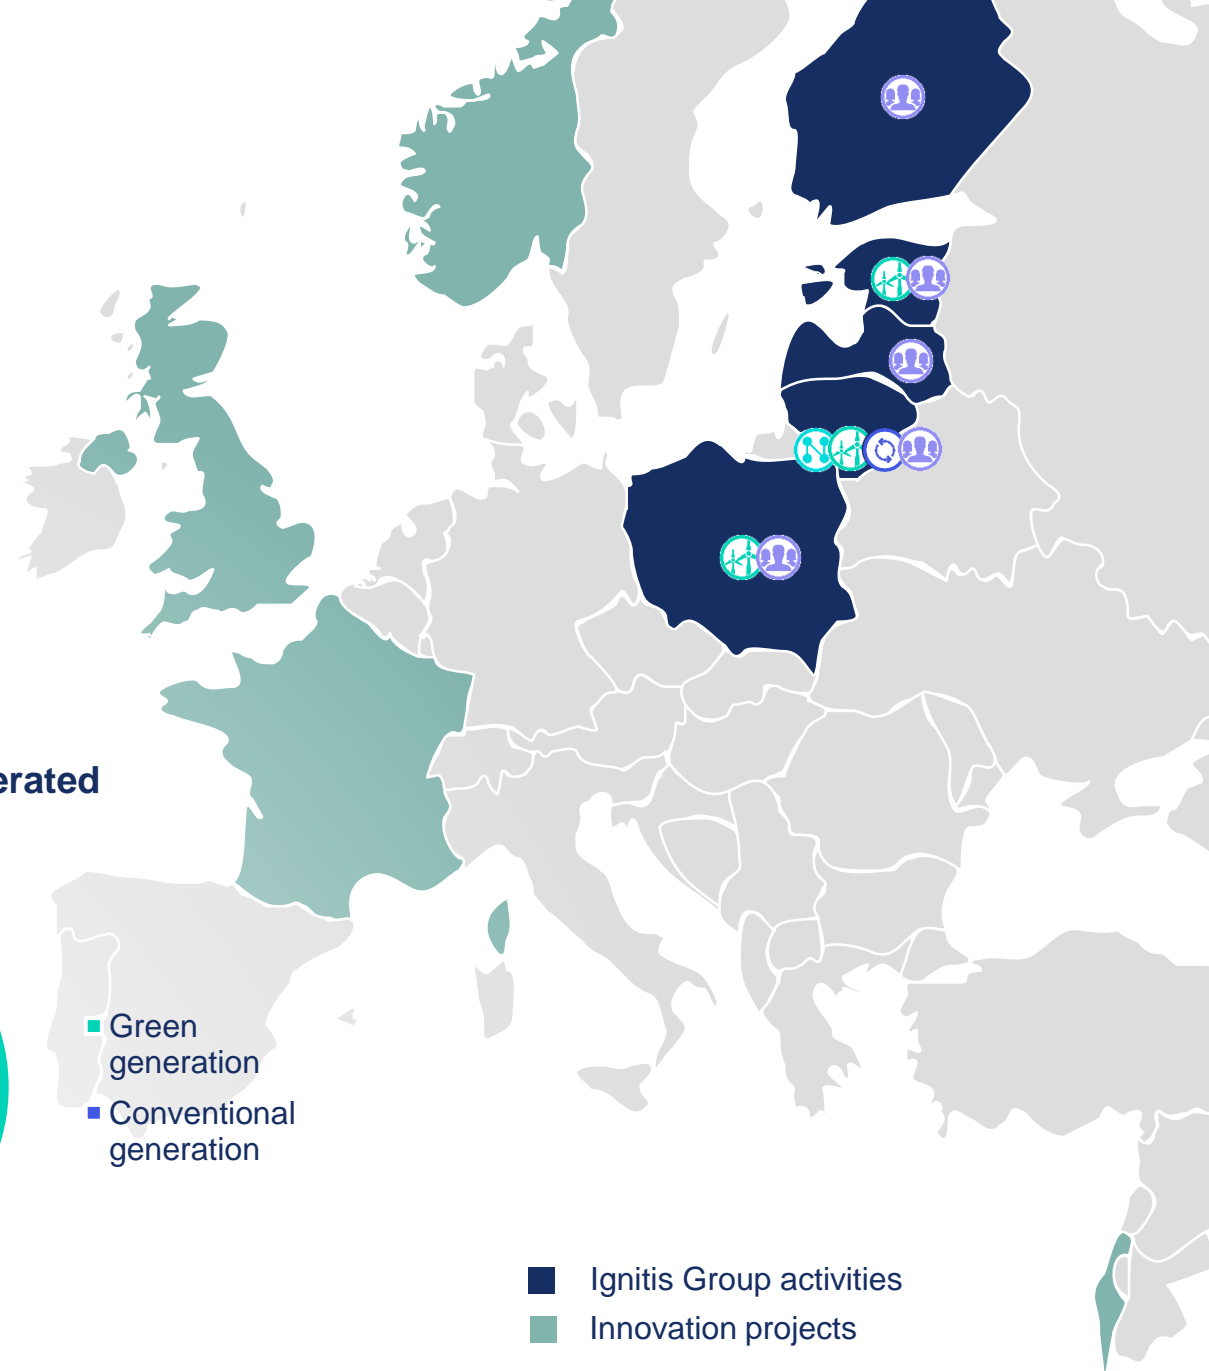 erated
Green
generation
Conventional
generation
Ignitis Group activities
Innovation projects